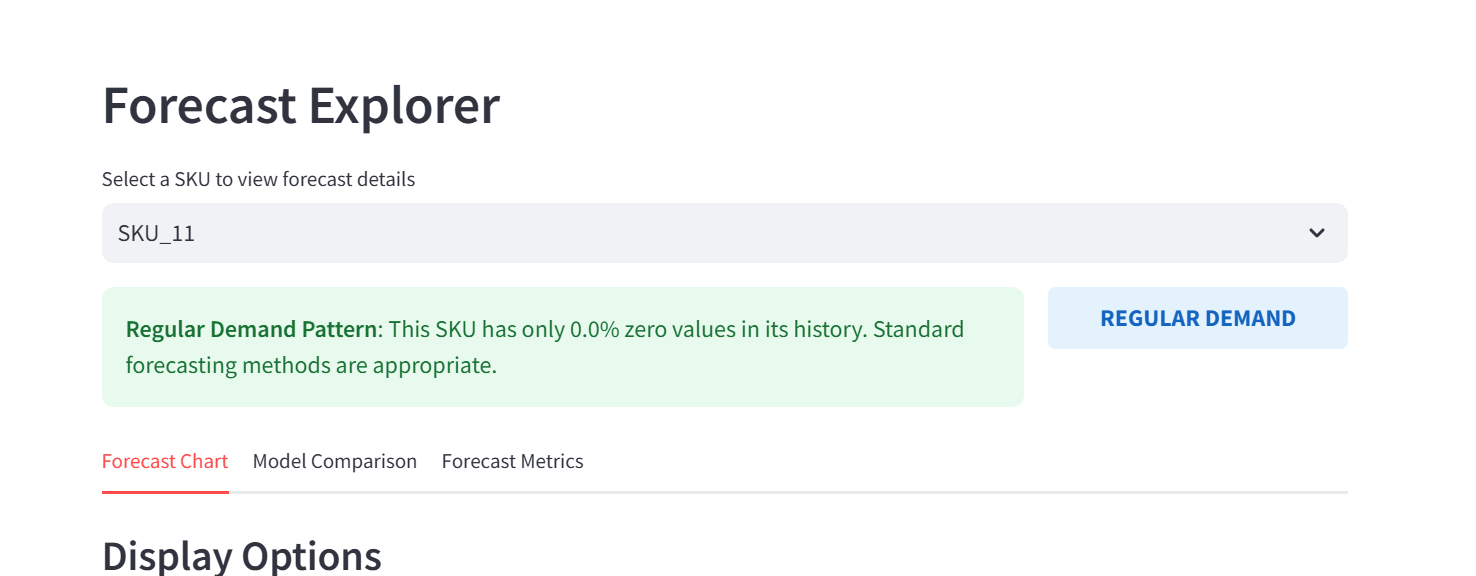 Forecast Explorer
Select a SKU to view forecast details
SKU_11
Regular Demand Pattern: This SKU has only 0.0% zero values in its history. Standard
forecasting methods are appropriate.
REGULAR DEMAND
Forecast Chart Model Comparison Forecast Metrics
Display Options